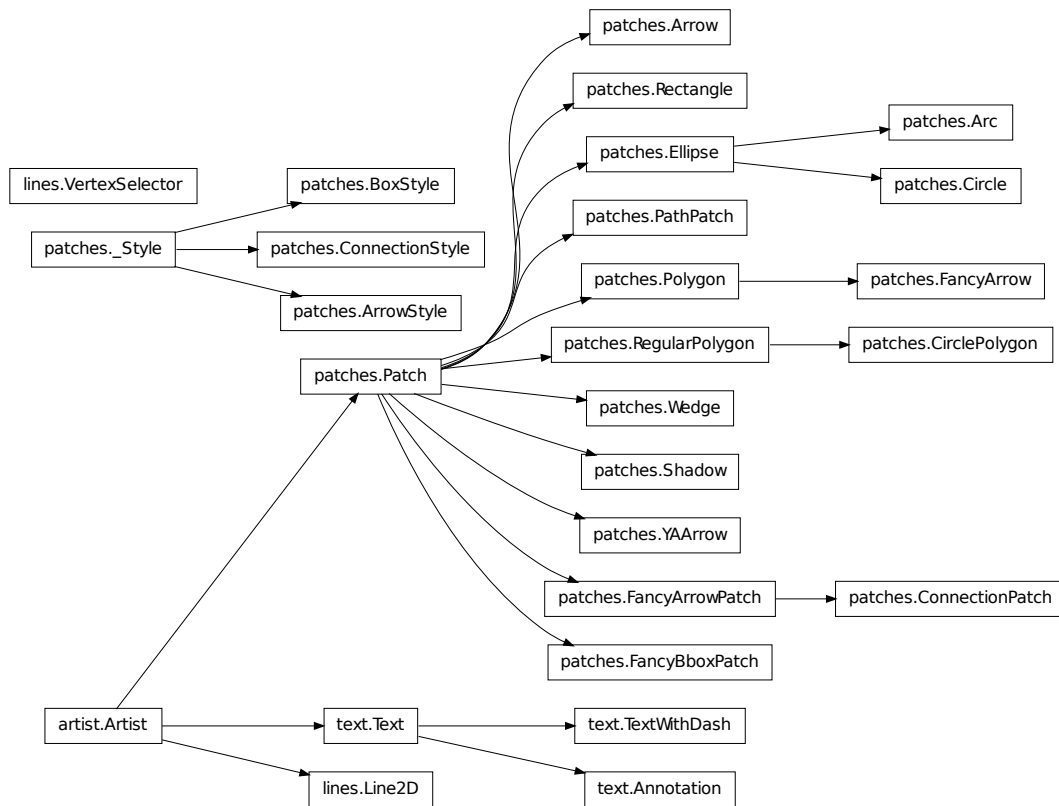 patches.Arrow
patches.Rectangle
patches.Arc
patches.Ellipse
lines.VertexSelector
patches.BoxStyle
patches.Circle
patches.PathPatch
patches._Style
patches.ConnectionStyle
patches.Polygon
patches.FancyArrow
patches.ArrowStyle
patches.RegularPolygon
patches.CirclePolygon
patches.Patch
patches.Wedge
patches.Shadow
patches.YAArrow
patches.FancyArrowPatch
patches.ConnectionPatch
patches.FancyBboxPatch
artist.Artist
text.Text
text.TextWithDash
lines.Line2D
text.Annotation